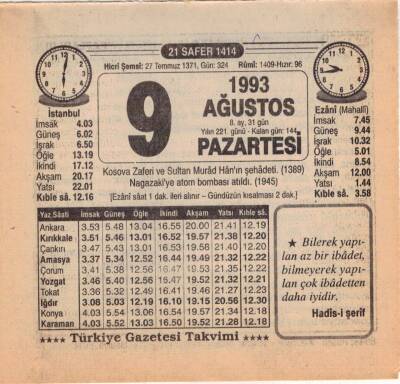 21 SAFER 1414
Hicrî Şemsî: 27 Temmuz 1371, Gün: 324
Rûmî: 1409-Hızır: 96
9
1993
AĞUSTOS
8. ay, 31 gün
Yılın 221. günü - Kalan gün: 144
PAZARTESİ
İstanbul
İmsak 4.03
Güneş 6.02
İşrak 6.50
Öğle 13.19
İkindi 17.12
Akşam 20.17
Yatsı 22.01
Kıble sâ. 12.16
Ezânî (Mahallî)
İmsak 7.45
Güneş 9.44
İşrak 10.32
Öğle 5.01
İkindi 8.54
Akşam 12.00
Yatsı 1.44
Kıble sâ. 3.58
Kosova Zaferi ve Sultan Murâd Hân'ın şehâdeti. (1389)
Nagazaki'ye atom bombası atıldı. (1945)
[Ezânî sâat 1 dak. ileri alınır – Gündüzün kısalması 2 dak.]
Yaz Sâati İmsak Güneş Öğle İkindi Akşam Yatsı Kıble sâ.
Ankara 3.53 5.48 13.04 16.55 20.00 21.41 12.19
Kırıkkale 3.51 5.46 13.01 16.52 19.57 21.38 12.20
Çankırı 3.47 5.43 13.01 16.53 19.58 21.40 12.20
Amasya 3.37 5.34 12.52 16.44 19.49 21.32 12.22
Çorum 3.41 5.38 12.56 16.47 19.53 21.35 12.22
Yozgat 3.46 5.40 12.56 15.47 19.52 21.32 12.21
Tokat 3.36 5.32 12.49 16.41 19.46 21.27 12.23
Iğdır 3.08 5.03 12.19 16.10 19.15 20.56 12.30
Konya 4.03 5.54 13.06 16.54 19.57 21.34 12.18
Karaman 4.03 5.52 13.03 16.50 19.52 21.28 12.18
★ Bilerek yapı-
lan az bir ibâdet,
bilmeyerek yapı-
lan çok ibâdetten
daha iyidir.
Hadîs-i şerîf
★★★★ Türkiye Gazetesi Takvimi ★★★★